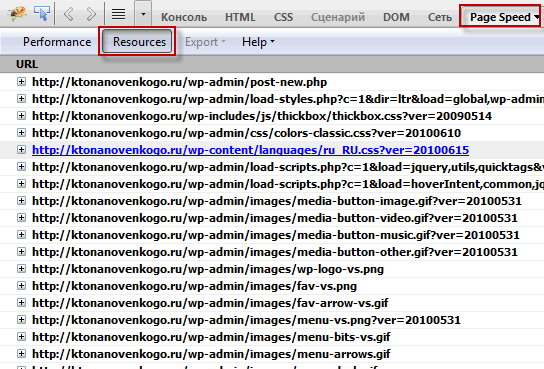 Консоль HTML CSS Сценарий DOM Сеть Page Speed
Performance Resources Export Help
URL
http://ktonanovenkogo.ru/wp-admin/post-new.php
http://ktonanovenkogo.ru/wp-admin/load-styles.php?c=1&dir=ltr&load=global,wp-admin
http://ktonanovenkogo.ru/wp-includes/js/thickbox/thickbox.css?ver=20090514
http://ktonanovenkogo.ru/wp-admin/css/colors-classic.css?ver=20100610
http://ktonanovenkogo.ru/wp-content/languages/ru_RU.css?ver=20100615
http://ktonanovenkogo.ru/wp-admin/load-scripts.php?c=1&load=jquery,utils,quicktags&v
http://ktonanovenkogo.ru/wp-admin/load-scripts.php?c=1&load=hoverIntent,common,jq
http://ktonanovenkogo.ru/wp-admin/images/media-button-image.gif?ver=20100531
http://ktonanovenkogo.ru/wp-admin/images/media-button-video.gif?ver=20100531
http://ktonanovenkogo.ru/wp-admin/images/media-button-music.gif?ver=20100531
http://ktonanovenkogo.ru/wp-admin/images/media-button-other.gif?ver=20100531
http://ktonanovenkogo.ru/wp-admin/images/wp-logo-vs.png
http://ktonanovenkogo.ru/wp-admin/images/fav-vs.png
http://ktonanovenkogo.ru/wp-admin/images/fav-arrow-vs.gif
http://ktonanovenkogo.ru/wp-admin/images/menu-vs.png?ver=20100531
http://ktonanovenkogo.ru/wp-admin/images/menu-bits-vs.gif
http://ktonanovenkogo.ru/wp-admin/images/menu-arrows.gif